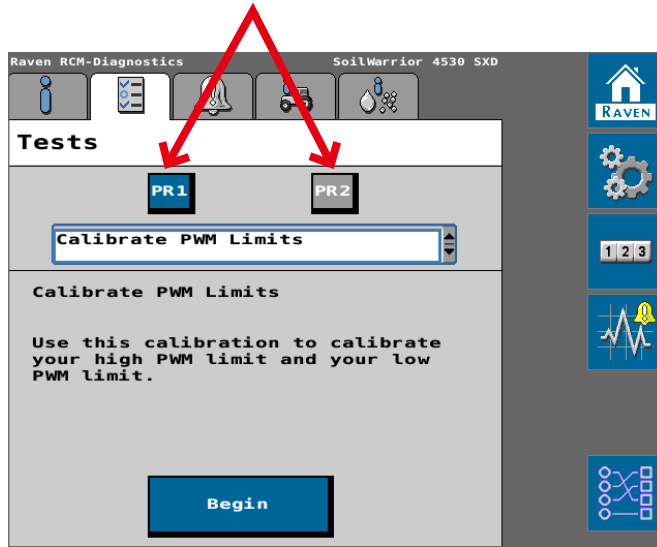 Raven RCM-Diagnostics SoilWarrior 4530 SXD
RAVEN
Tests
PR1 PR2
Calibrate PWM Limits
1 2 3
Calibrate PWM Limits
Use this calibration to calibrate
your high PWM limit and your low
PWM limit.
Begin